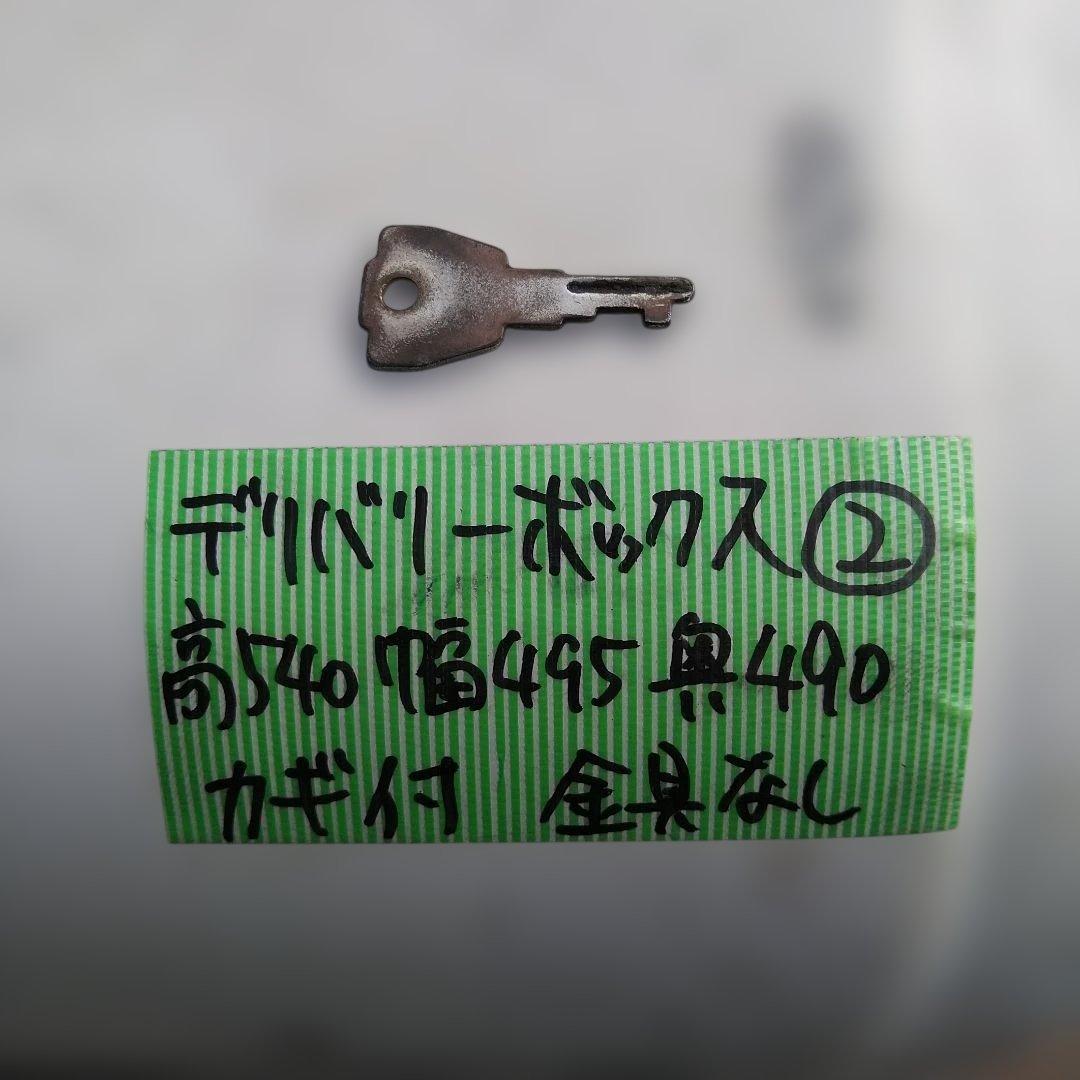 デリバリーボックス②
高540 幅495 奥490
カギ付 金具なし